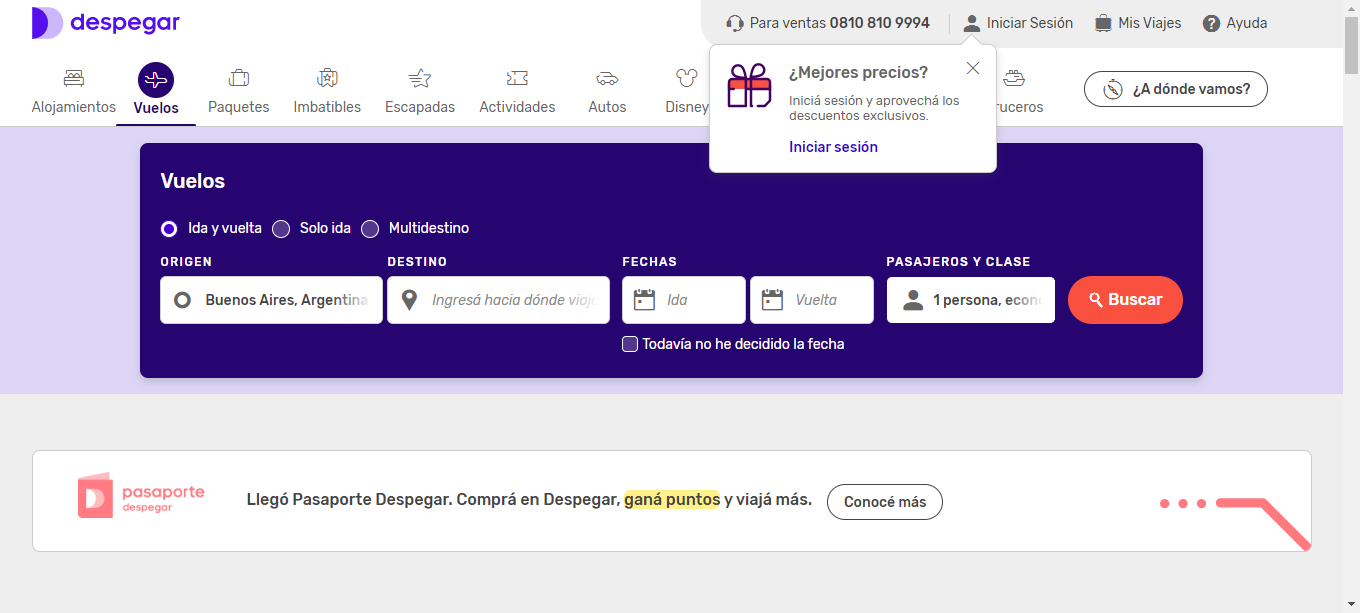 despegar
Para ventas 0810 810 9994
Iniciar Sesión
Mis Viajes
Ayuda
Alojamientos
Vuelos
Paquetes
Imbatibles
Escapadas
Actividades
Autos
Disney
ruceros
¿A dónde vamos?
¿Mejores precios?
Iniciá sesión y aprovechá los
descuentos exclusivos.
Iniciar sesión
Vuelos
Ida y vuelta
Solo ida
Multidestino
ORIGEN
DESTINO
FECHAS
PASAJEROS Y CLASE
Buenos Aires, Argentina
Ingresá hacia dónde viaj
Ida
Vuelta
1 persona, econ
Buscar
Todavía no he decidido la fecha
pasaporte
despegar
Llegó Pasaporte Despegar. Comprá en Despegar, ganá puntos y viajá más.
Conocé más